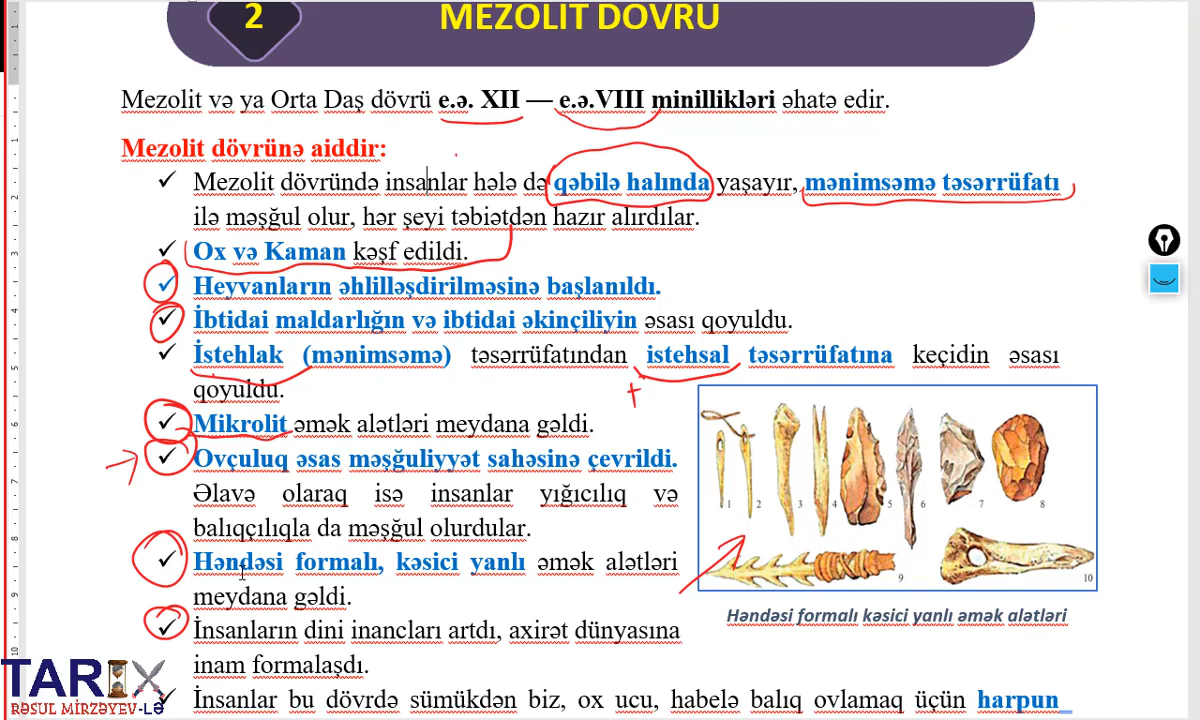 2
MEZOLİT DÖVRÜ
Mezolit və ya Orta Daş dövrü e.ə. XII — e.ə.VIII minillikləri əhatə edir.
Mezolit dövrünə aiddir:
Mezolit dövründə insanlar hələ də qəbilə halında yaşayır, mənimsəmə təsərrüfatı
ilə məşğul olur, hər şeyi təbiətdən hazır alırdılar.
Ox və Kaman kəşf edildi.
Heyvanların əhlilləşdirilməsinə başlanıldı.
İbtidai maldarlığın və ibtidai əkinçiliyin əsası qoyuldu.
İstehlak (mənimsəmə) təsərrüfatından istehsal təsərrüfatına keçidin əsası
qoyuldu.
Mikrolit əmək alətləri meydana gəldi.
Ovçuluq əsas məşğuliyyət sahəsinə çevrildi.
Əlavə olaraq isə insanlar yığıcılıq və
balıqçılıqla da məşğul olurdular.
Həndəsi formalı, kəsici yanlı əmək alətləri
meydana gəldi.
1 2 3 4 5 6 7 8
9 10
Həndəsi formalı kəsici yanlı əmək alətləri
İnsanların dini inancları artdı, axirət dünyasına
inam formalaşdı.
İnsanlar bu dövrdə sümükdən biz, ox ucu, habelə balıq ovlamaq üçün harpun
TARIX
RƏSUL MİRZƏYEV-LƏ